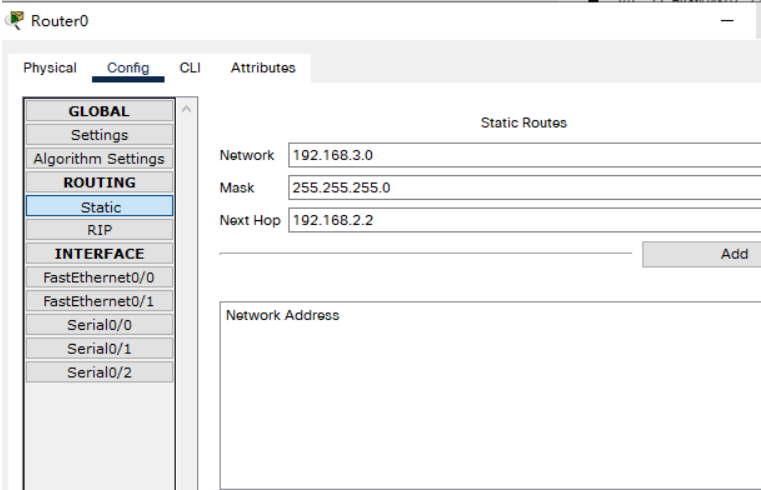 Router0
Physical Config CLI Attributes
GLOBAL
Settings
Algorithm Settings
ROUTING
Static
RIP
INTERFACE
FastEthernet0/0
FastEthernet0/1
Serial0/0
Serial0/1
Serial0/2
Static Routes
Network 192.168.3.0
Mask 255.255.255.0
Next Hop 192.168.2.2
Add
Network Address